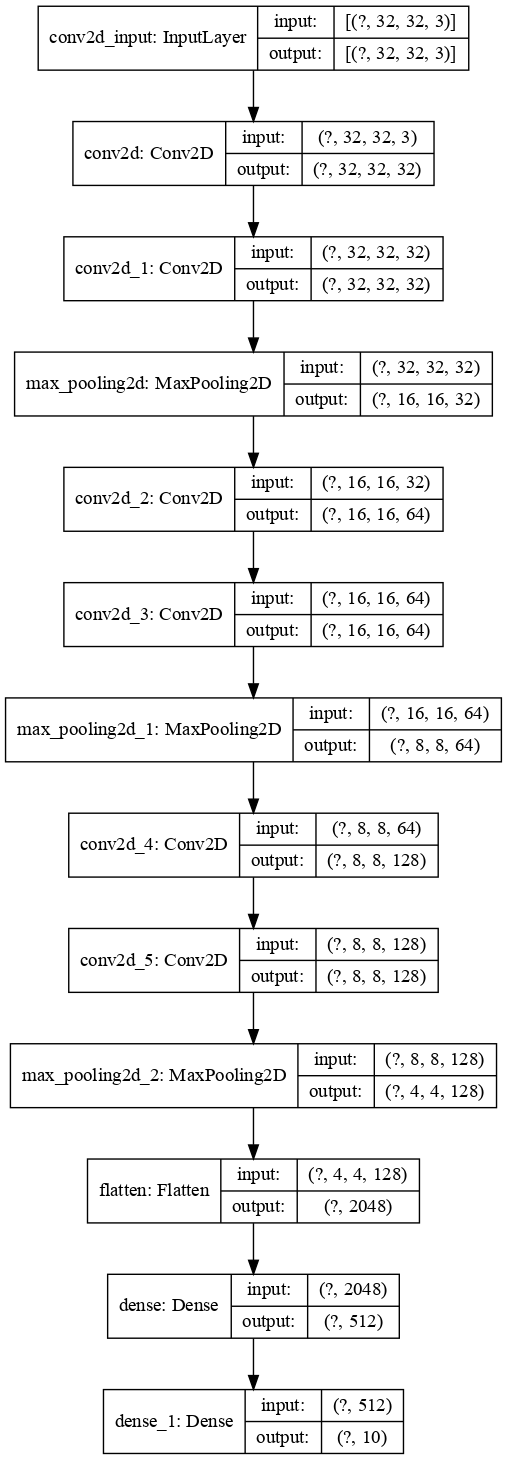 conv2d_input: InputLayer
input: [(?, 32, 32, 3)]
output: [(?, 32, 32, 3)]
conv2d: Conv2D
input: (?, 32, 32, 3)
output: (?, 32, 32, 32)
conv2d_1: Conv2D
input: (?, 32, 32, 32)
output: (?, 32, 32, 32)
max_pooling2d: MaxPooling2D
input: (?, 32, 32, 32)
output: (?, 16, 16, 32)
conv2d_2: Conv2D
input: (?, 16, 16, 32)
output: (?, 16, 16, 64)
conv2d_3: Conv2D
input: (?, 16, 16, 64)
output: (?, 16, 16, 64)
max_pooling2d_1: MaxPooling2D
input: (?, 16, 16, 64)
output: (?, 8, 8, 64)
conv2d_4: Conv2D
input: (?, 8, 8, 64)
output: (?, 8, 8, 128)
conv2d_5: Conv2D
input: (?, 8, 8, 128)
output: (?, 8, 8, 128)
max_pooling2d_2: MaxPooling2D
input: (?, 8, 8, 128)
output: (?, 4, 4, 128)
flatten: Flatten
input: (?, 4, 4, 128)
output: (?, 2048)
dense: Dense
input: (?, 2048)
output: (?, 512)
dense_1: Dense
input: (?, 512)
output: (?, 10)